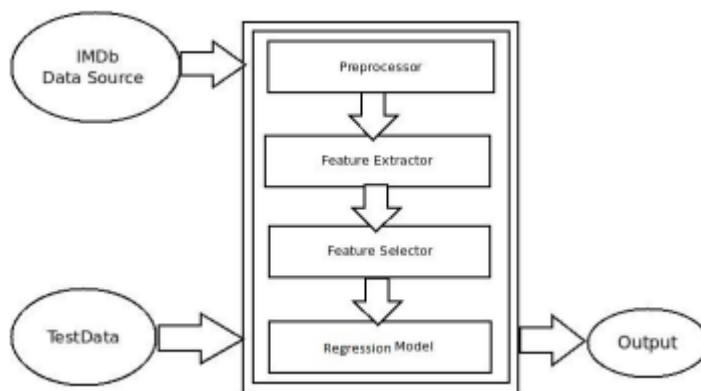 IMDb
Data Source
Preprocessor
Feature Extractor
Feature Selector
TestData
Regression Model
Output